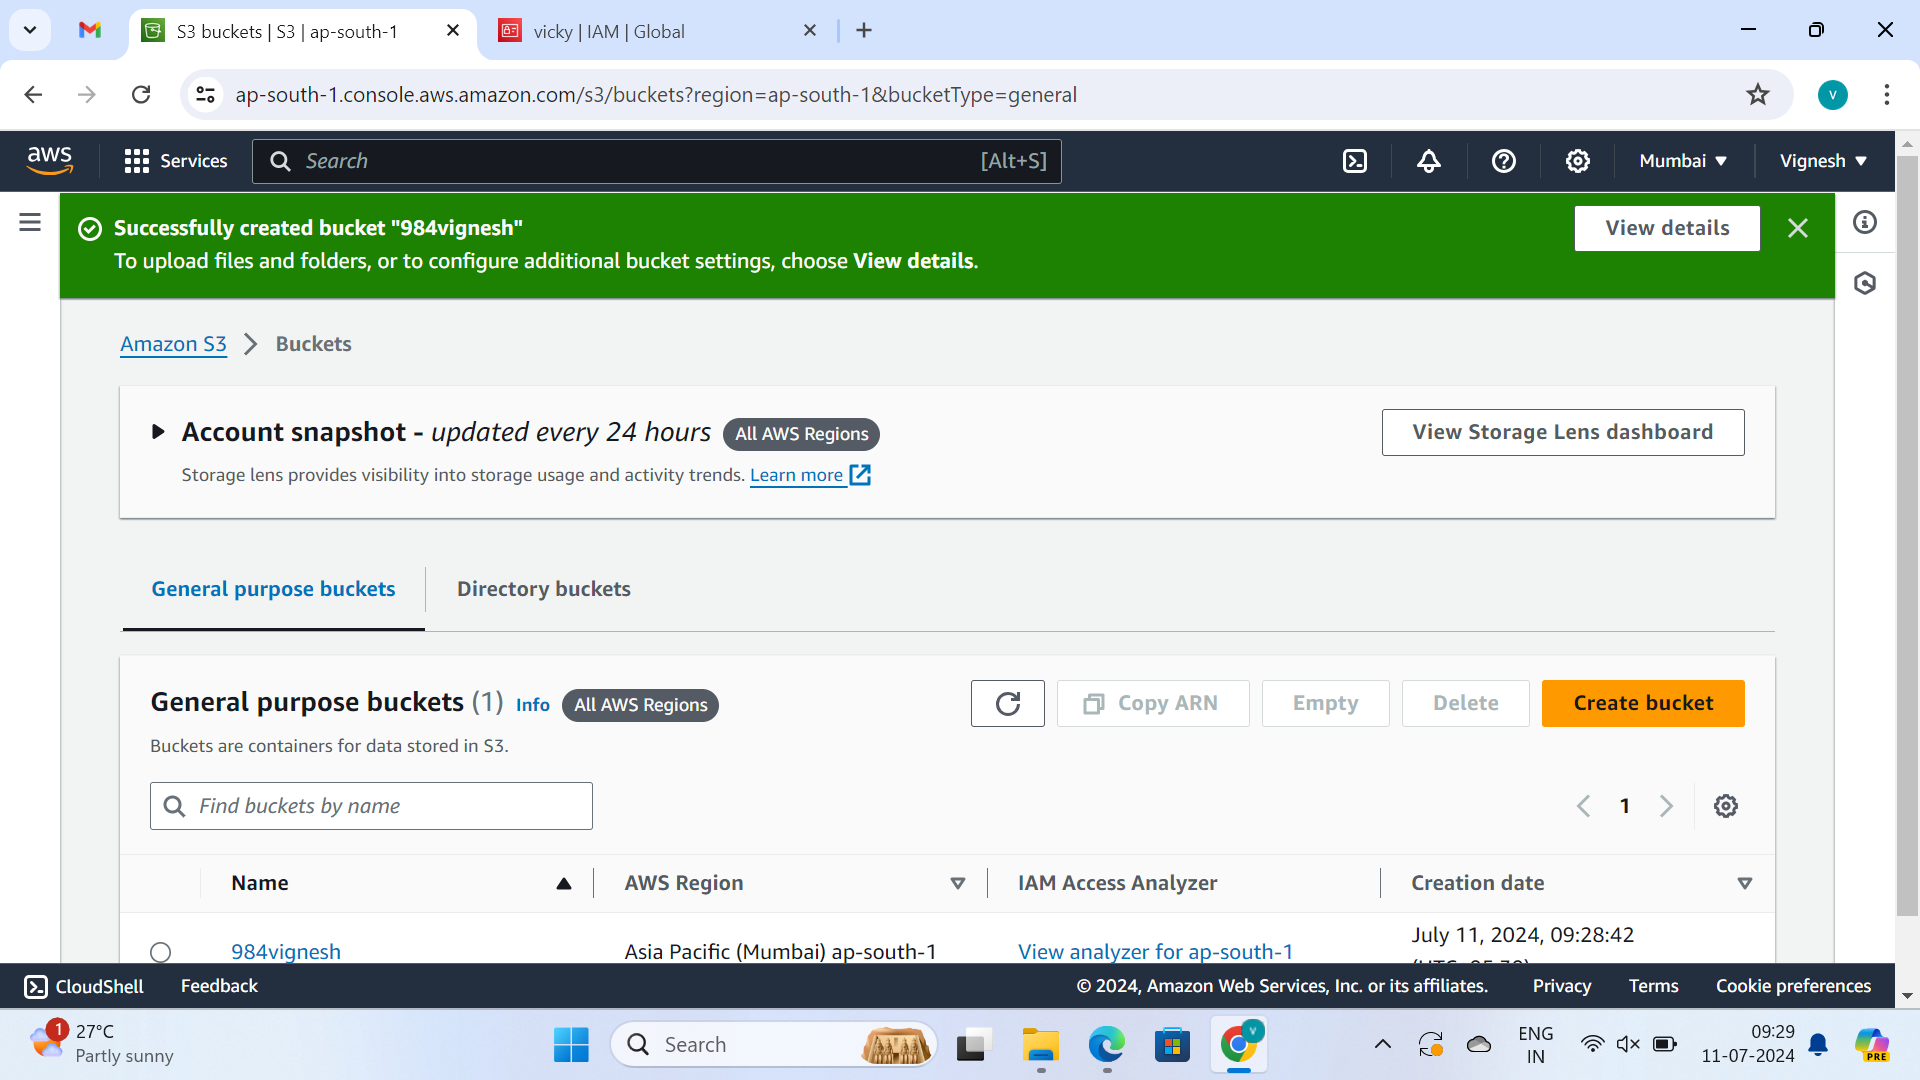 S3 buckets | S3 | ap-south-1
vicky | IAM | Global
ap-south-1.console.aws.amazon.com/s3/buckets?region=ap-south-1&bucketType=general
V
aws
Services
Search
[Alt+S]
Mumbai
Vignesh
Successfully created bucket "984vignesh"
To upload files and folders, or to configure additional bucket settings, choose View details.
View details
Amazon S3
Buckets
Account snapshot - updated every 24 hours
All AWS Regions
View Storage Lens dashboard
Storage lens provides visibility into storage usage and activity trends. Learn more
General purpose buckets
Directory buckets
General purpose buckets (1) Info
All AWS Regions
Copy ARN
Empty
Delete
Create bucket
Buckets are containers for data stored in S3.
Find buckets by name
1
Name
AWS Region
IAM Access Analyzer
Creation date
984vignesh
Asia Pacific (Mumbai) ap-south-1
View analyzer for ap-south-1
July 11, 2024, 09:28:42
CloudShell
Feedback
© 2024, Amazon Web Services, Inc. or its affiliates.
Privacy
Terms
Cookie preferences
1
27°C
Partly sunny
Search
V
ENG
IN
09:29
11-07-2024
PRE